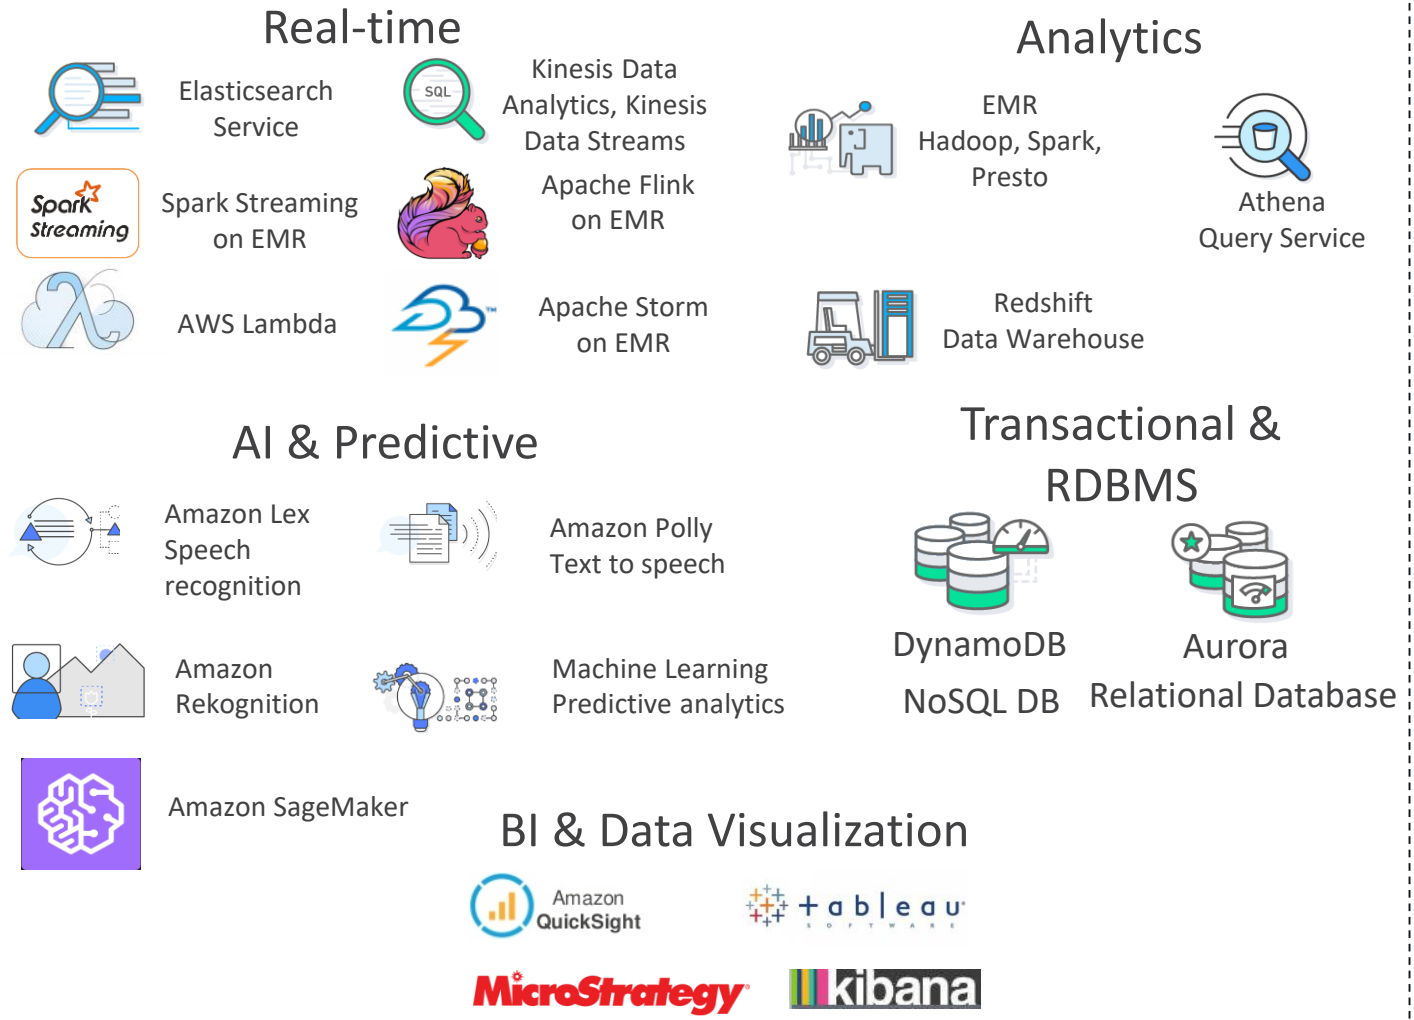 Real-time
Elasticsearch
Service
SQL
Kinesis Data
Analytics, Kinesis
Data Streams
Spark
Streaming
Spark Streaming
on EMR
Apache Flink
on EMR
AWS Lambda
TM
Apache Storm
on EMR
Analytics
EMR
Hadoop, Spark,
Presto
Athena
Query Service
Redshift
Data Warehouse
AI & Predictive
Amazon Lex
Speech
recognition
Amazon Polly
Text to speech
Amazon
Rekognition
Machine Learning
Predictive analytics
Amazon SageMaker
Transactional &
RDBMS
DynamoDB
NoSQL DB
Aurora
Relational Database
BI & Data Visualization
Amazon
QuickSight
+ableau
SOFTWARE
MicroStrategy
kibana